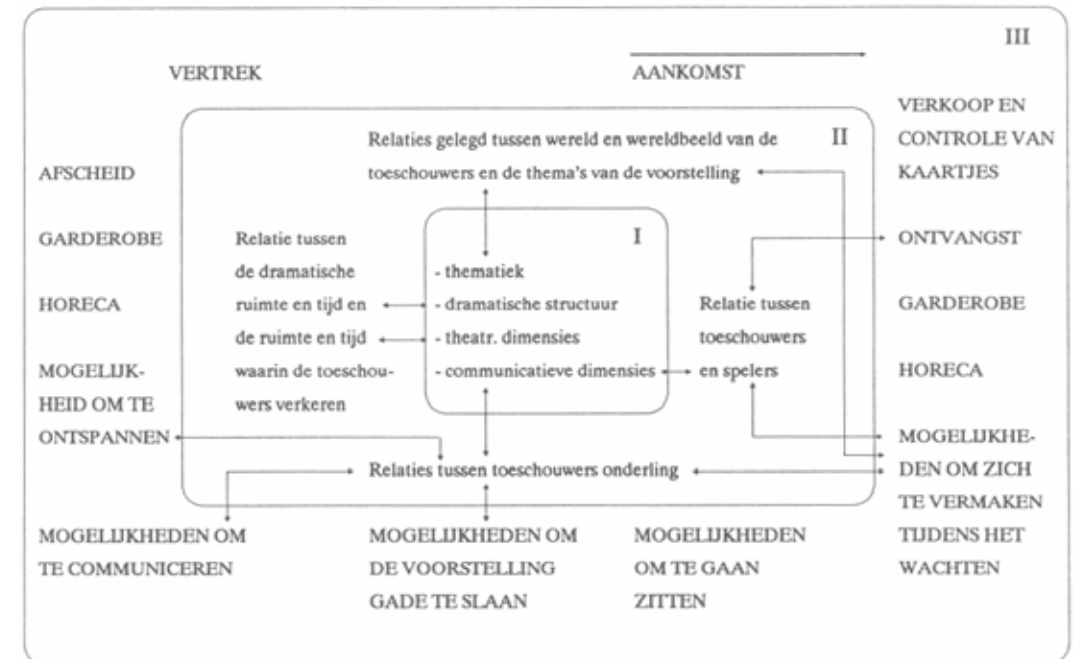 III
VERTREK
AANKOMST
VERKOOP EN
CONTROLE VAN
KAARTJES
ONTVANGST
GARDEROBE
HORECA
MOGELIJKHE-
DEN OM ZICH
TE VERMAKEN
TIJDENS HET
WACHTEN
AFSCHEID
GARDEROBE
HORECA
MOGELIJK-
HEID OM TE
ONTSPANNEN
II
Relaties gelegd tussen wereld en wereldbeeld van de
toeschouwers en de thema's van de voorstelling
Relatie tussen
de dramatische
ruimte en tijd en
de ruimte en tijd
waarin de toeschou-
wers verkeren
I
- thematiek
- dramatische structuur
- theatr. dimensies
- communicatieve dimensies
Relatie tussen
toeschouwers
en spelers
Relaties tussen toeschouwers onderling
MOGELIJKHEDEN OM
TE COMMUNICEREN
MOGELIJKHEDEN OM
DE VOORSTELLING
GADE TE SLAAN
MOGELIJKHEDEN
OM TE GAAN
ZITTEN